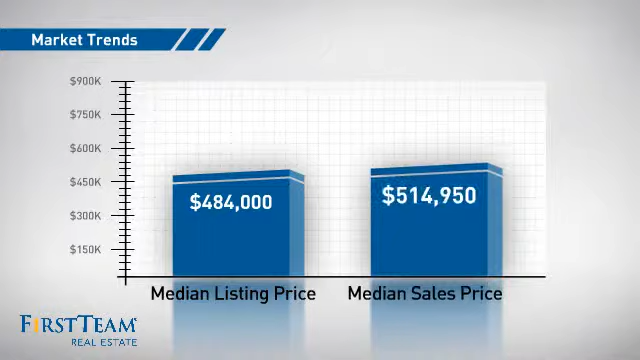 Market Trends
$900K
$750K
$600K
$450K
$300K
$150K
$484,000
$514,950
Median Listing Price
Median Sales Price
FIRSTTEAM®
REAL ESTATE